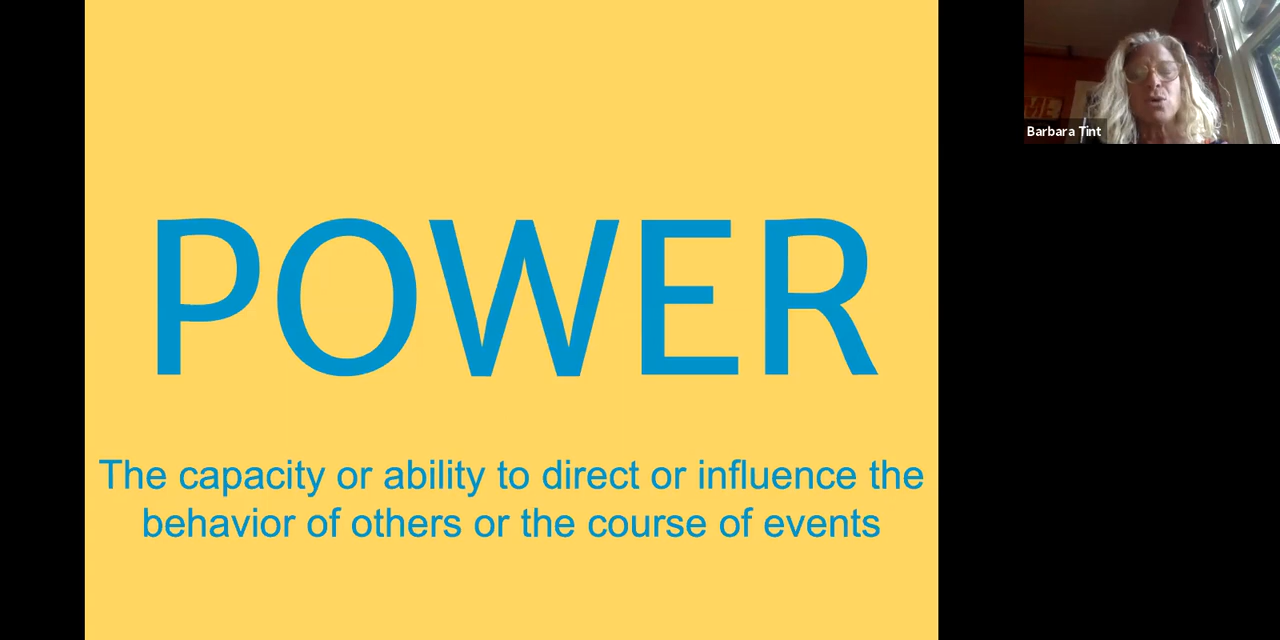 POWER
The capacity or ability to direct or influence the
behavior of others or the course of events
ME
Barbara Tint